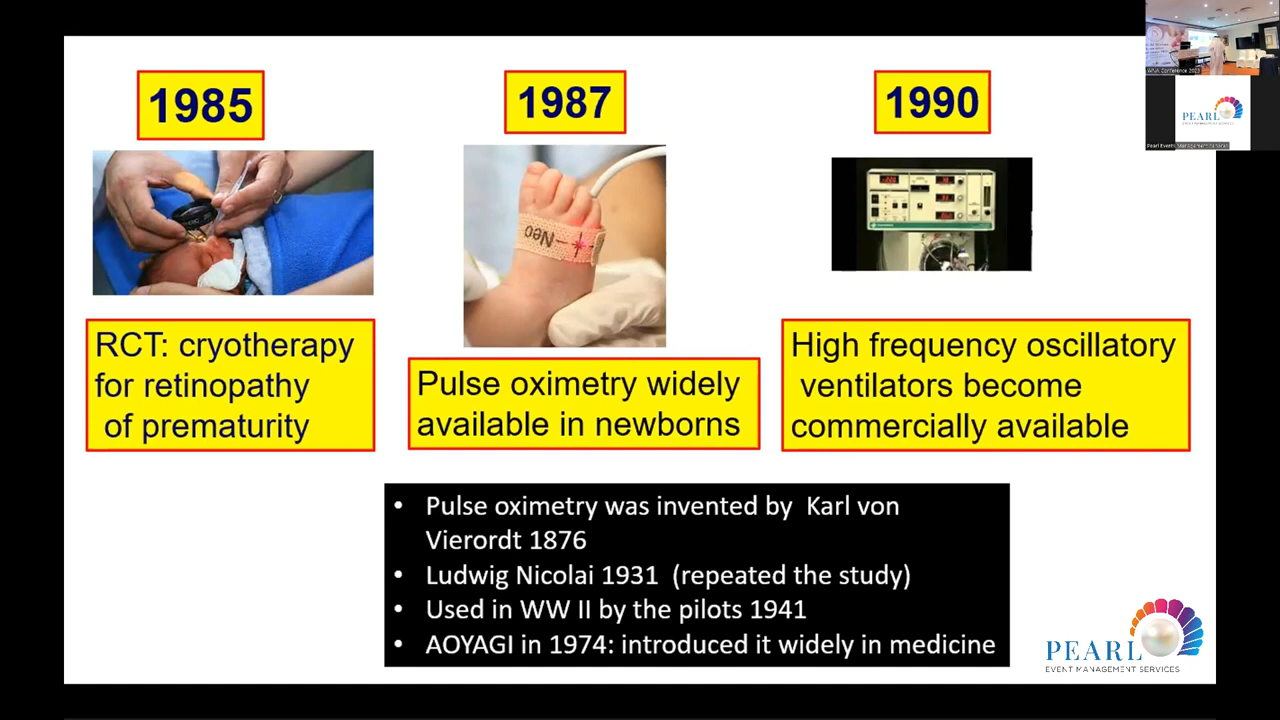 1985
1987
1990
Neo
RCT: cryotherapy
for retinopathy
of prematurity
Pulse oximetry widely
available in newborns
High frequency oscillatory
ventilators become
commercially available
• Pulse oximetry was invented by Karl von
Vierordt 1876
• Ludwig Nicolai 1931 (repeated the study)
• Used in WW II by the pilots 1941
• AOYAGI in 1974: introduced it widely in medicine
PEARL
EVENT MANAGEMENT SERVICES
PEARL